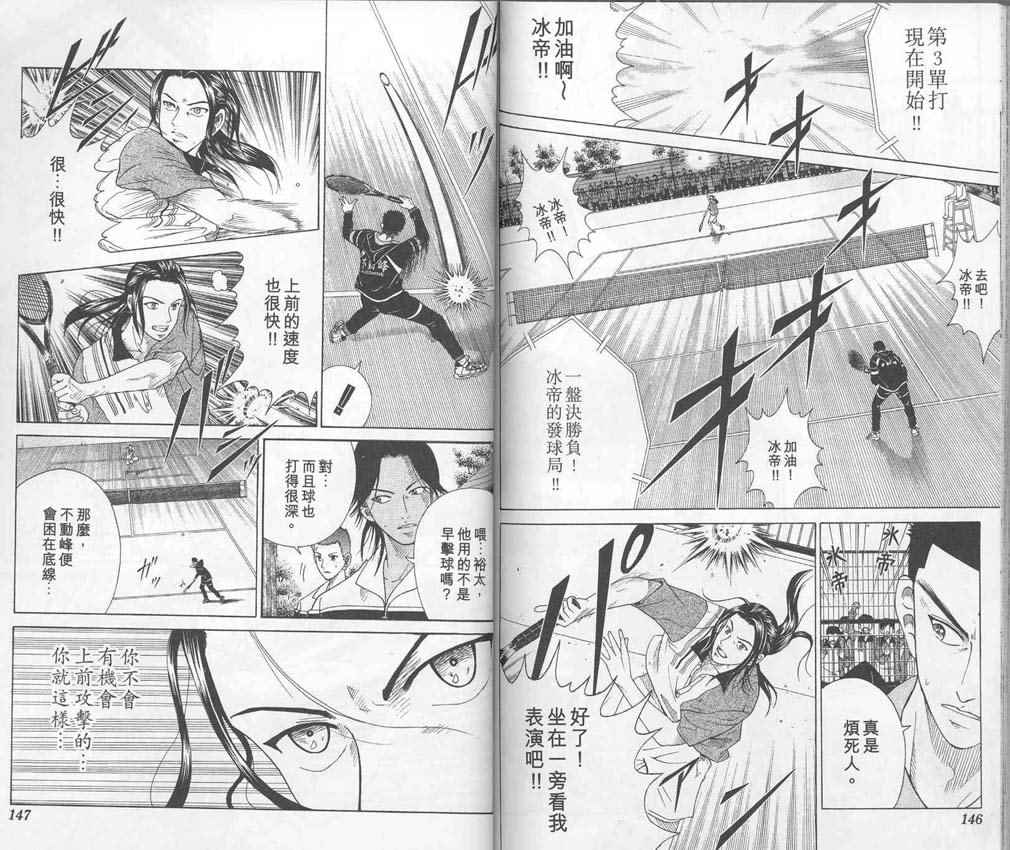 第3單打
現在開始!!
加油啊~
冰帝!!
冰帝!
冰帝!!
去吧!
冰帝!!
一盤決勝負!
冰帝的發球局!!
加油!
冰帝!!
冰帝
冰帝
真是
煩死人。
好了!
坐在一旁看我
表演吧!!
146
很…很快!!
上前的速度
也很快!!
!!
喂…裕太,
他用的不是
早擊球嗎?
對…
而且球也
打得很深。
那麼,
不動峰便
會困在底線…
你不會
有機會
上前攻擊的…
你就這樣…
147